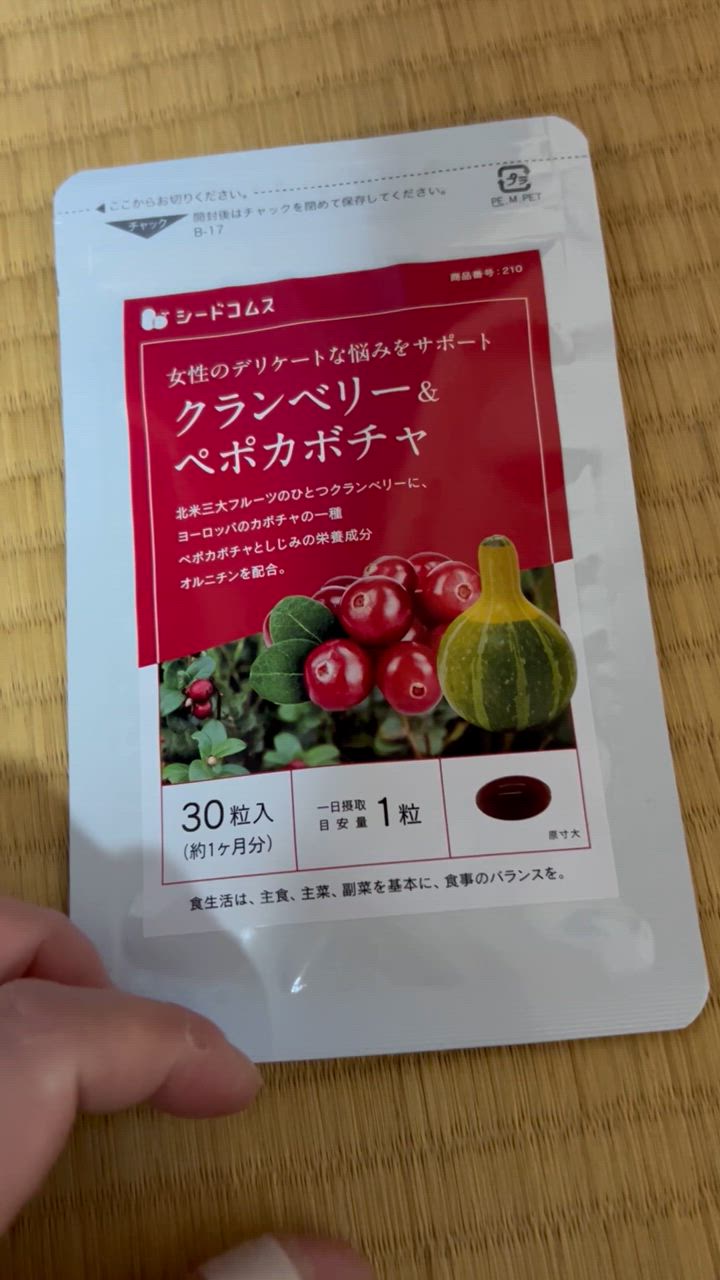 ここからお切りください。
チャック
開封後はチャックを閉めて保存してください。
B-17
プラ
PE,M,PET
シードコムス
商品番号:210
女性のデリケートな悩みをサポート
クランベリー&
ペポカボチャ
北米三大フルーツのひとつクランベリーに、
ヨーロッパのカボチャの一種
ペポカボチャとしじみの栄養成分
オルニチンを配合。
30粒入
(約1ヶ月分)
一日摂取
目安量
1粒
原寸大
食生活は、主食、主菜、副菜を基本に、食事のバランスを。